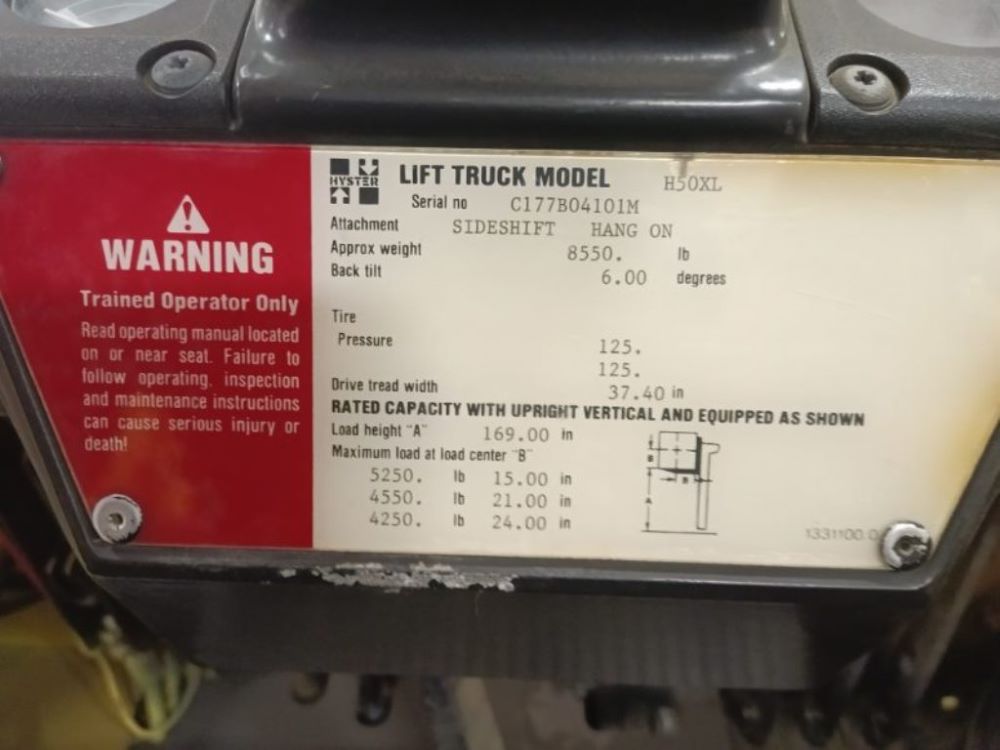 WARNING
Trained Operator Only
Read operating manual located
on or near seat. Failure to
follow operating, inspection
and maintenance instructions
can cause serious injury or
death!
HYSTER
LIFT TRUCK MODEL H50XL
Serial no C177B04101M
Attachment SIDESHIFT HANG ON
Approx weight 8550. lb
Back tilt 6.00 degrees
Tire
Pressure 125.
125.
Drive tread width 37.40 in
RATED CAPACITY WITH UPRIGHT VERTICAL AND EQUIPPED AS SHOWN
Load height "A" 169.00 in
Maximum load at load center "B"
5250. lb 15.00 in
4550. lb 21.00 in
4250. lb 24.00 in
B
B
A